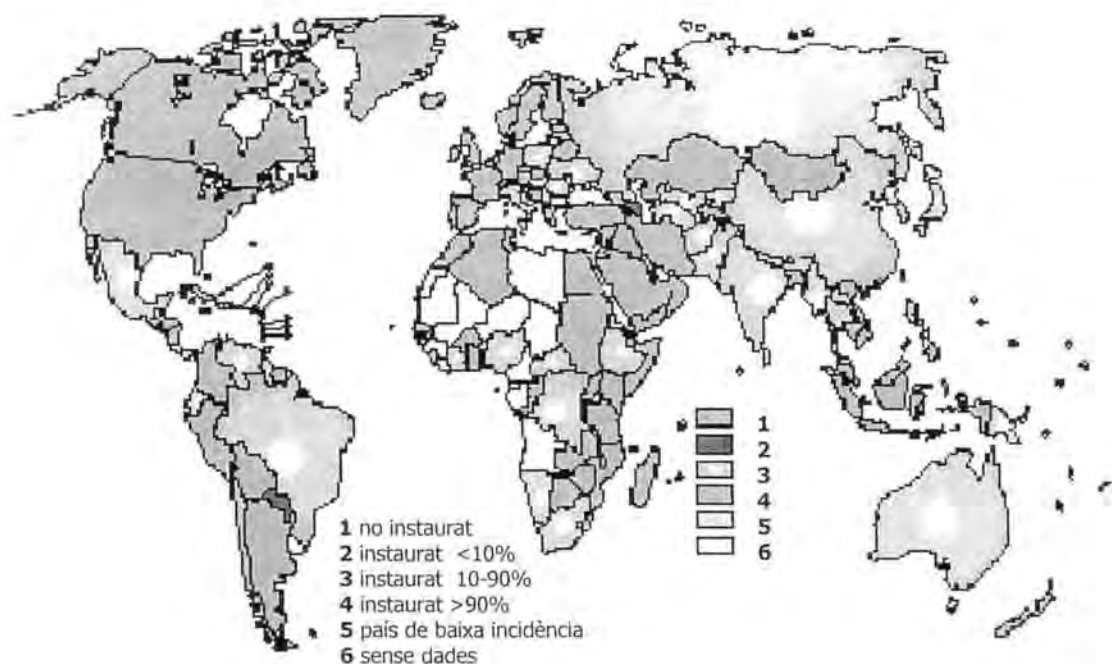 1
2
3
4
5
6
1 no instaurat
2 instaurat <10%
3 instaurat 10-90%
4 instaurat >90%
5 país de baixa incidència
6 sense dades